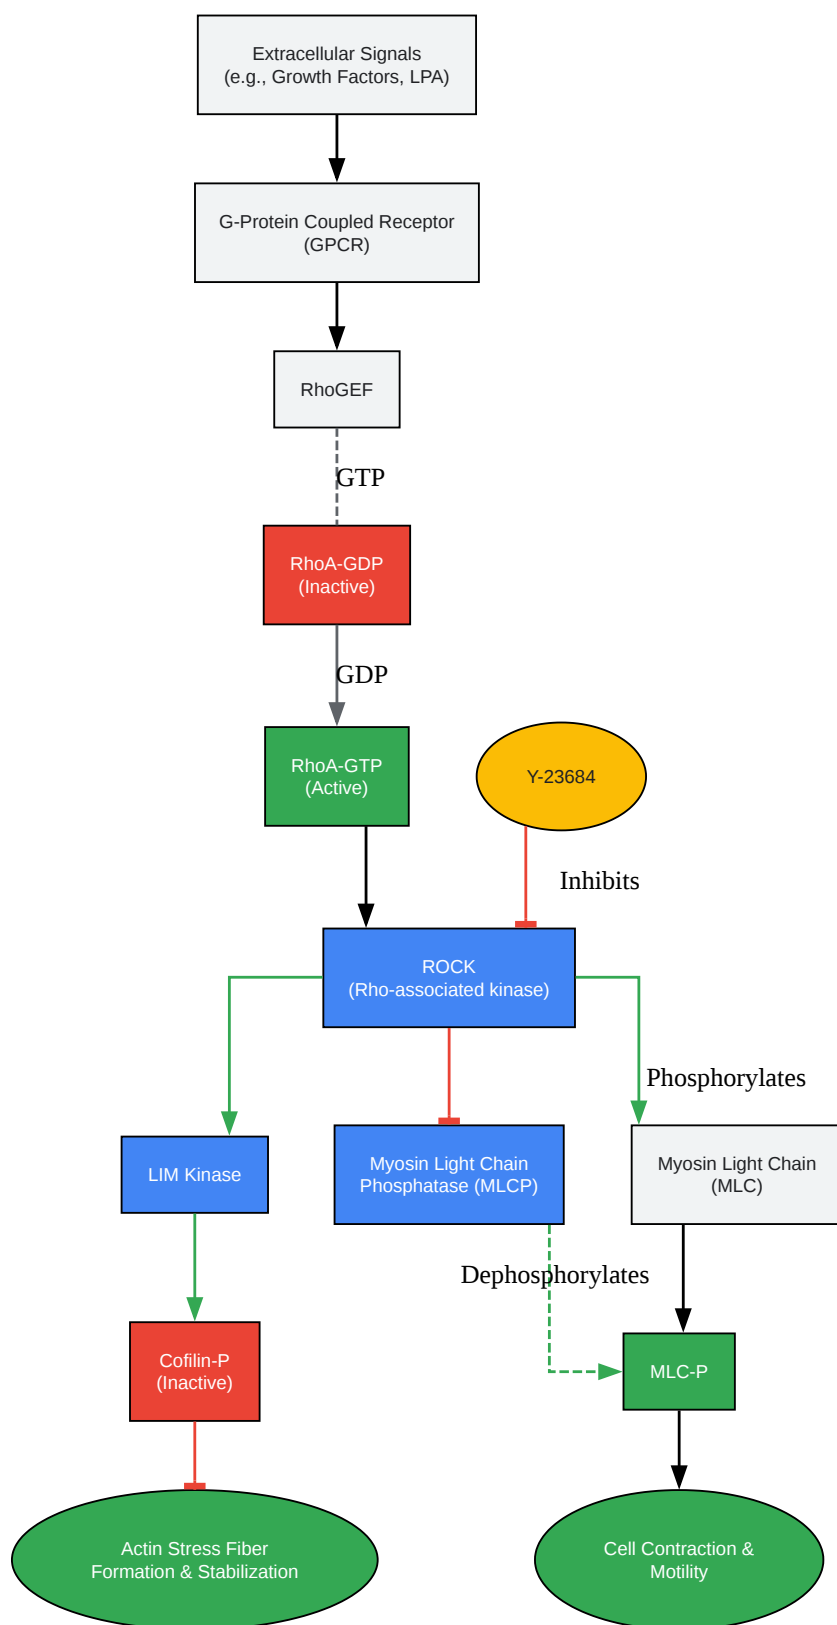 Extracellular Signals
(e.g., Growth Factors, LPA)
G-Protein Coupled Receptor
(GPCR)
RhoGEF
GTP
RhoA-GDP
(Inactive)
GDP
RhoA-GTP
(Active)
Y-23684
Inhibits
ROCK
(Rho-associated kinase)
Phosphorylates
LIM Kinase
Myosin Light Chain
Phosphatase (MLCP)
Myosin Light Chain
(MLC)
Dephosphorylates
Cofilin-P
(Inactive)
MLC-P
Actin Stress Fiber
Formation & Stabilization
Cell Contraction &
Motility